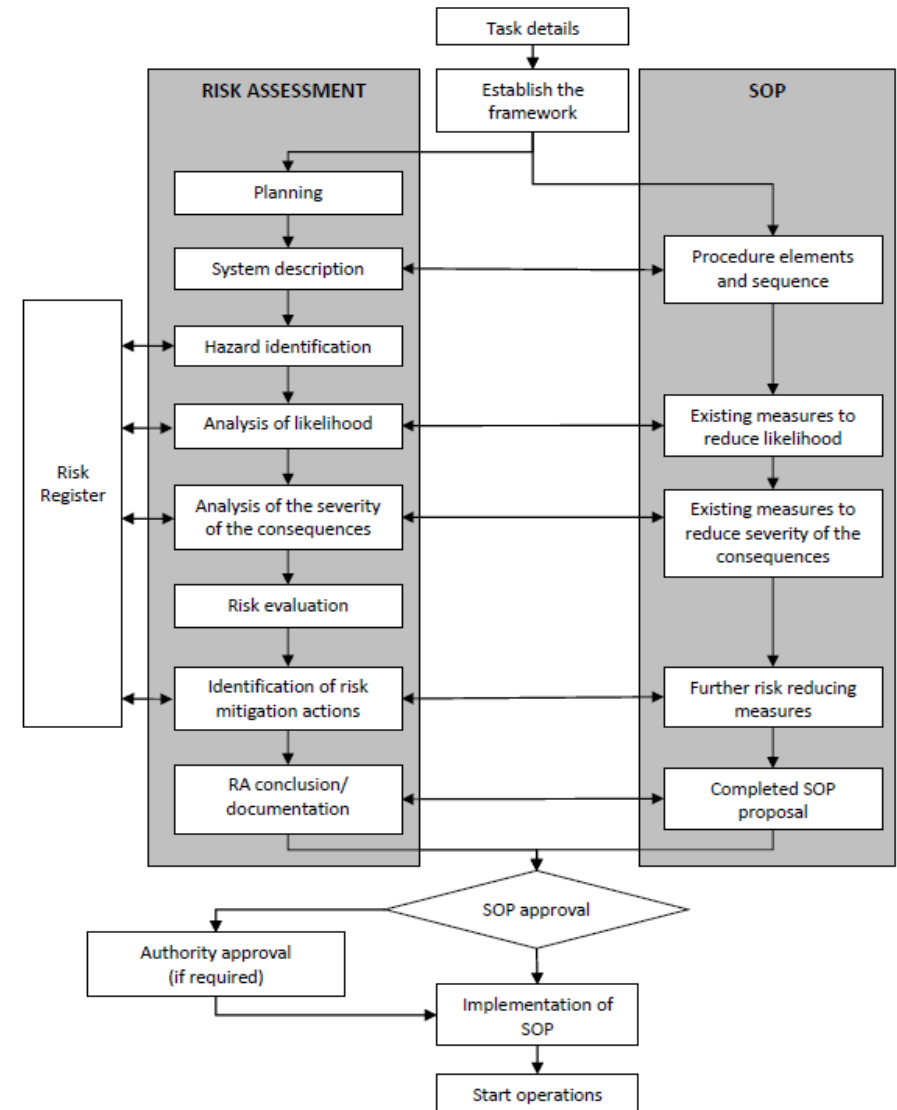 Task details
RISK ASSESSMENT
Establish the
framework
SOP
Planning
System description
Procedure elements
and sequence
Hazard identification
Analysis of likelihood
Existing measures to
reduce likelihood
Risk
Register
Analysis of the severity
of the consequences
Existing measures to
reduce severity of the
consequences
Risk evaluation
Identification of risk
mitigation actions
Further risk reducing
measures
RA conclusion/
documentation
Completed SOP
proposal
SOP approval
Authority approval
(if required)
Implementation of
SOP
Start operations